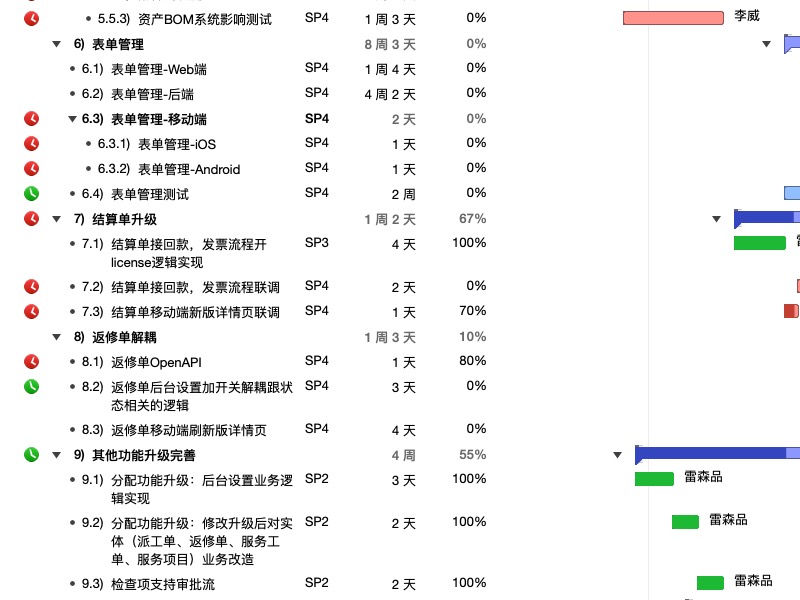 5.5.3) 资产BOM系统影响测试 SP4 1 周 3 天 0% 李威
6) 表单管理 8 周 3 天 0%
6.1) 表单管理-Web端 SP4 1 周 4 天 0%
6.2) 表单管理-后端 SP4 4 周 2 天 0%
6.3) 表单管理-移动端 SP4 2 天 0%
6.3.1) 表单管理-iOS SP4 1 天 0%
6.3.2) 表单管理-Android SP4 1 天 0%
6.4) 表单管理测试 SP4 2 周 0%
7) 结算单升级 1 周 2 天 67%
7.1) 结算单接回款，发票流程开 SP3 4 天 100%
license逻辑实现
7.2) 结算单接回款，发票流程联调 SP4 2 天 0%
7.3) 结算单移动端新版详情页联调 SP4 1 天 70%
8) 返修单解耦 1 周 3 天 10%
8.1) 返修单OpenAPI SP4 1 天 80%
8.2) 返修单后台设置加开关解耦跟状 SP4 3 天 0%
态相关的逻辑
8.3) 返修单移动端刷新版详情页 SP4 4 天 0%
9) 其他功能升级完善 4 周 55%
9.1) 分配功能升级：后台设置业务逻 SP2 3 天 100% 雷森品
辑实现
9.2) 分配功能升级：修改升级后对实 SP2 2 天 100% 雷森品
体（派工单、返修单、服务工
单、服务项目）业务改造
9.3) 检查项支持审批流 SP2 2 天 100% 雷森品